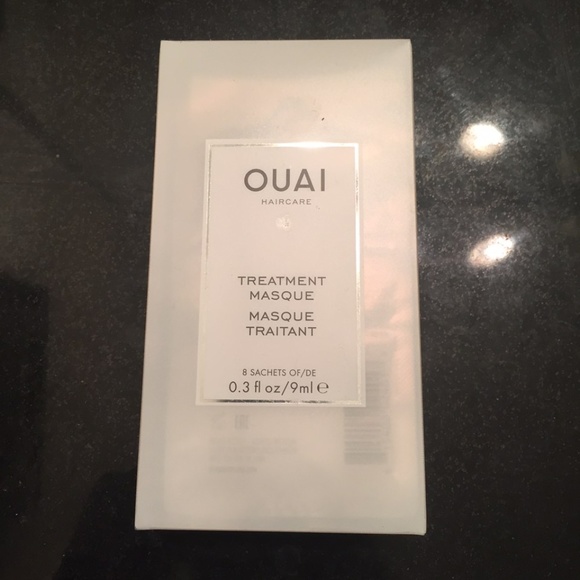 OUAI
HAIRCARE
TREATMENT
MASQUE
MASQUE
TRAITANT
8 SACHETS OF/DE
0.3 fl oz/9ml ℮